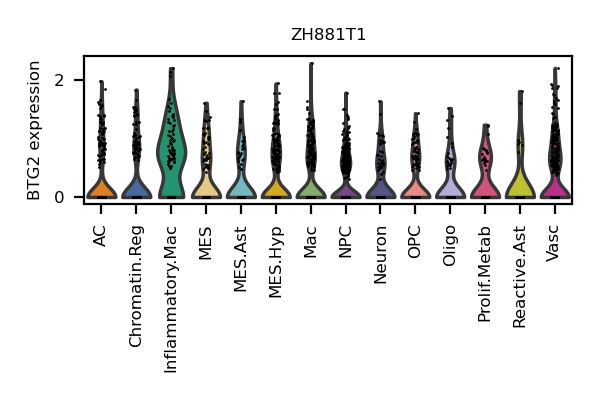 ZH881T1
BTG2 expression
2
0
AC
Chromatin.Reg
Inflammatory.Mac
MES
MES.Ast
MES.Hyp
Mac
NPC
Neuron
OPC
Oligo
Prolif.Metab
Reactive.Ast
Vasc